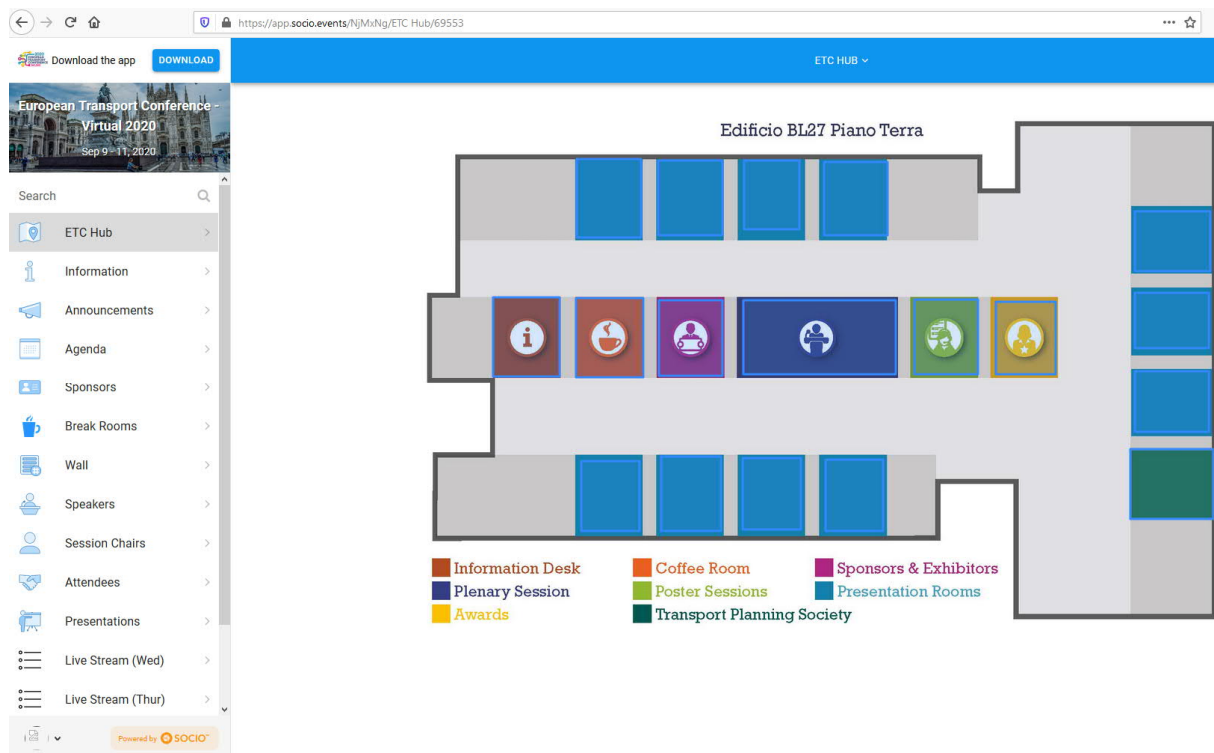 https://app.socio.events/NjMxNg/ETC Hub/69553
Download the app
DOWNLOAD
ETC HUB
European Transport Conference -
Virtual 2020
Sep 9 - 11, 2020
Search
ETC Hub
Information
Announcements
Agenda
Sponsors
Break Rooms
Wall
Speakers
Session Chairs
Attendees
Presentations
Live Stream (Wed)
Live Stream (Thur)
Powered by SOCIO
Edificio BL27 Piano Terra
Information Desk
Coffee Room
Sponsors & Exhibitors
Plenary Session
Poster Sessions
Presentation Rooms
Awards
Transport Planning Society